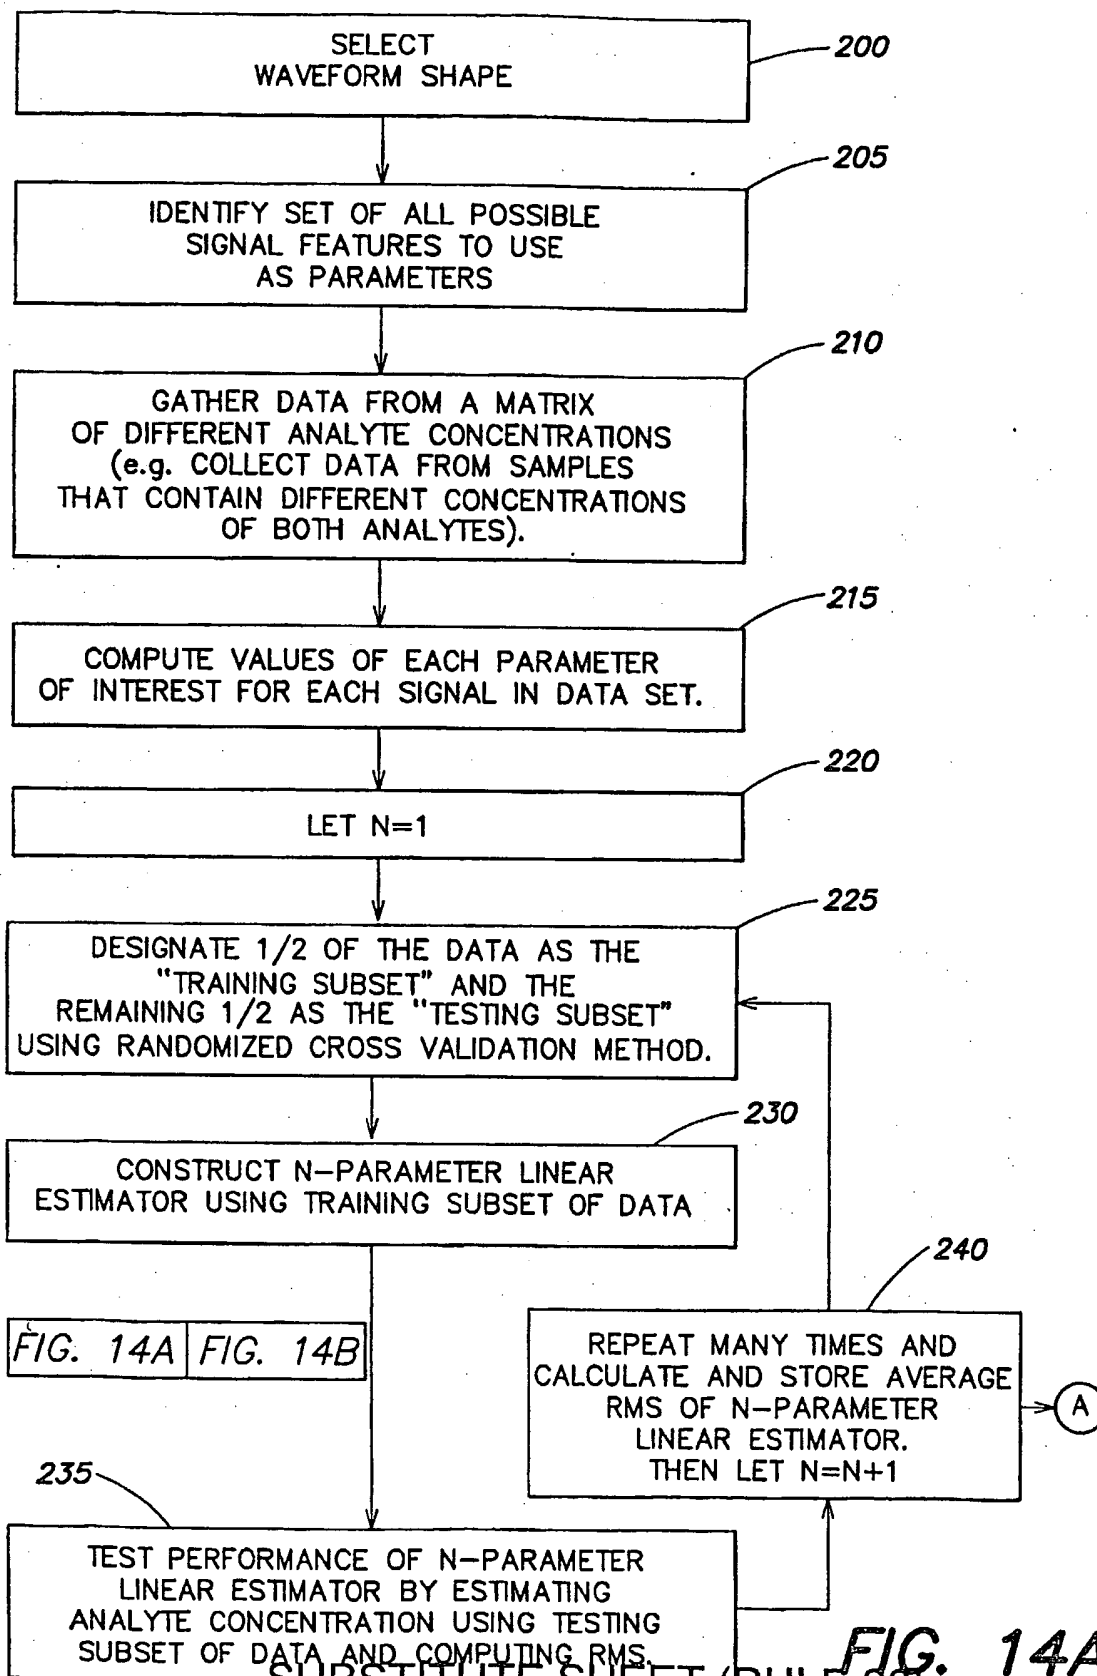 SELECT
WAVEFORM SHAPE
200
205
IDENTIFY SET OF ALL POSSIBLE
SIGNAL FEATURES TO USE
AS PARAMETERS
210
GATHER DATA FROM A MATRIX
OF DIFFERENT ANALYTE CONCENTRATIONS
(e.g. COLLECT DATA FROM SAMPLES
THAT CONTAIN DIFFERENT CONCENTRATIONS
OF BOTH ANALYTES).
215
COMPUTE VALUES OF EACH PARAMETER
OF INTEREST FOR EACH SIGNAL IN DATA SET.
220
LET N=1
225
DESIGNATE 1/2 OF THE DATA AS THE
"TRAINING SUBSET" AND THE
REMAINING 1/2 AS THE "TESTING SUBSET"
USING RANDOMIZED CROSS VALIDATION METHOD.
230
CONSTRUCT N-PARAMETER LINEAR
ESTIMATOR USING TRAINING SUBSET OF DATA
240
FIG. 14A FIG. 14B
REPEAT MANY TIMES AND
CALCULATE AND STORE AVERAGE
RMS OF N-PARAMETER
LINEAR ESTIMATOR.
THEN LET N=N+1
A
235
TEST PERFORMANCE OF N-PARAMETER
LINEAR ESTIMATOR BY ESTIMATING
ANALYTE CONCENTRATION USING TESTING
SUBSET OF DATA AND COMPUTING RMS.
FIG. 14A
SUBSTITUTE SHEET (RULE